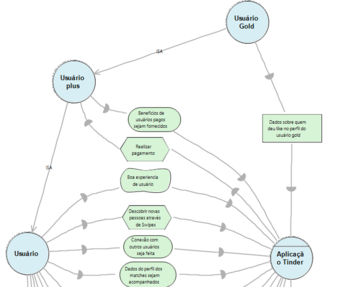 Usuário
Gold
ISA
Usuário
plus
Benefícios de
usuários pagos
sejam fornecidos
Dados sobre quem
deu like no perfil do
usuário gold
Realizar
pagamento
ISA
Boa experiencia
de usuário
Descobrir novas
pessoas através
de Swipes
Usuário
Conexão com
outros usuários
seja feita
Aplicaçã
o Tinder
Dados do perfil dos
matches sejam
acompanhados